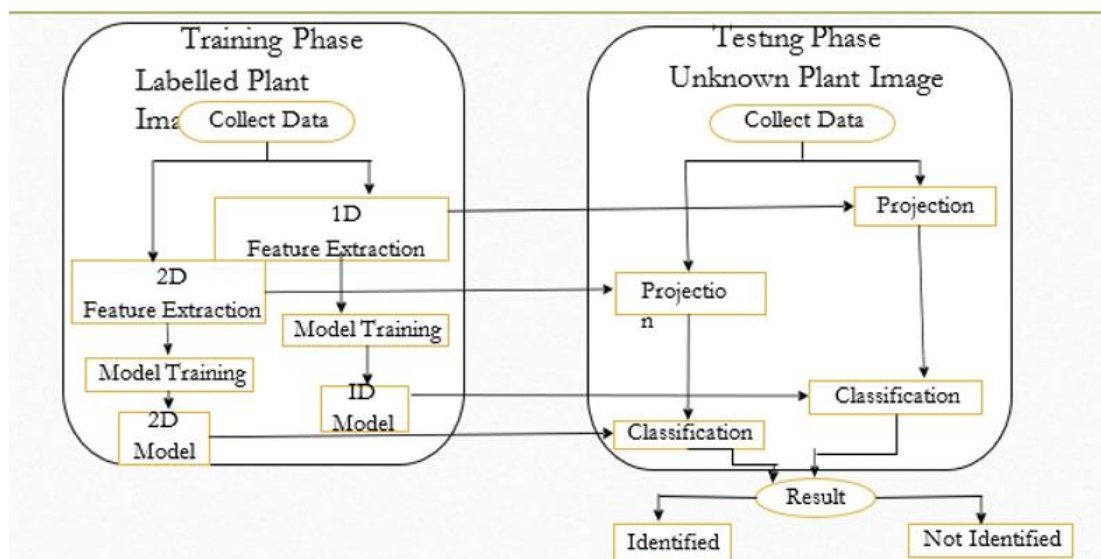 Training Phase
Labelled Plant
Ima
Collect Data
1D
Feature Extraction
2D
Feature Extraction
Model Training
Model Training
1D
Model
2D
Model
Testing Phase
Unknown Plant Image
Collect Data
Projection
Projectio
n
Classification
Classification
Result
Identified
Not Identified